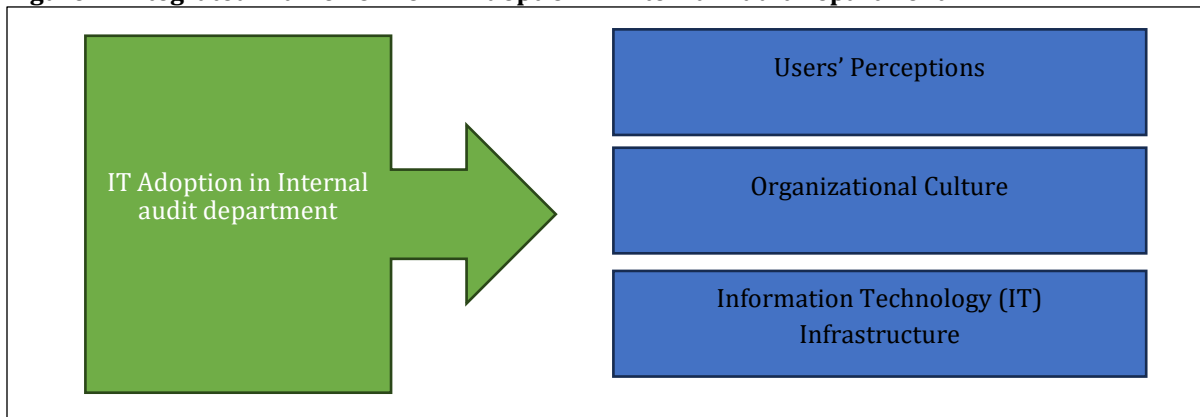 IT Adoption in Internal
audit department
Users’ Perceptions
Organizational Culture
Information Technology (IT)
Infrastructure